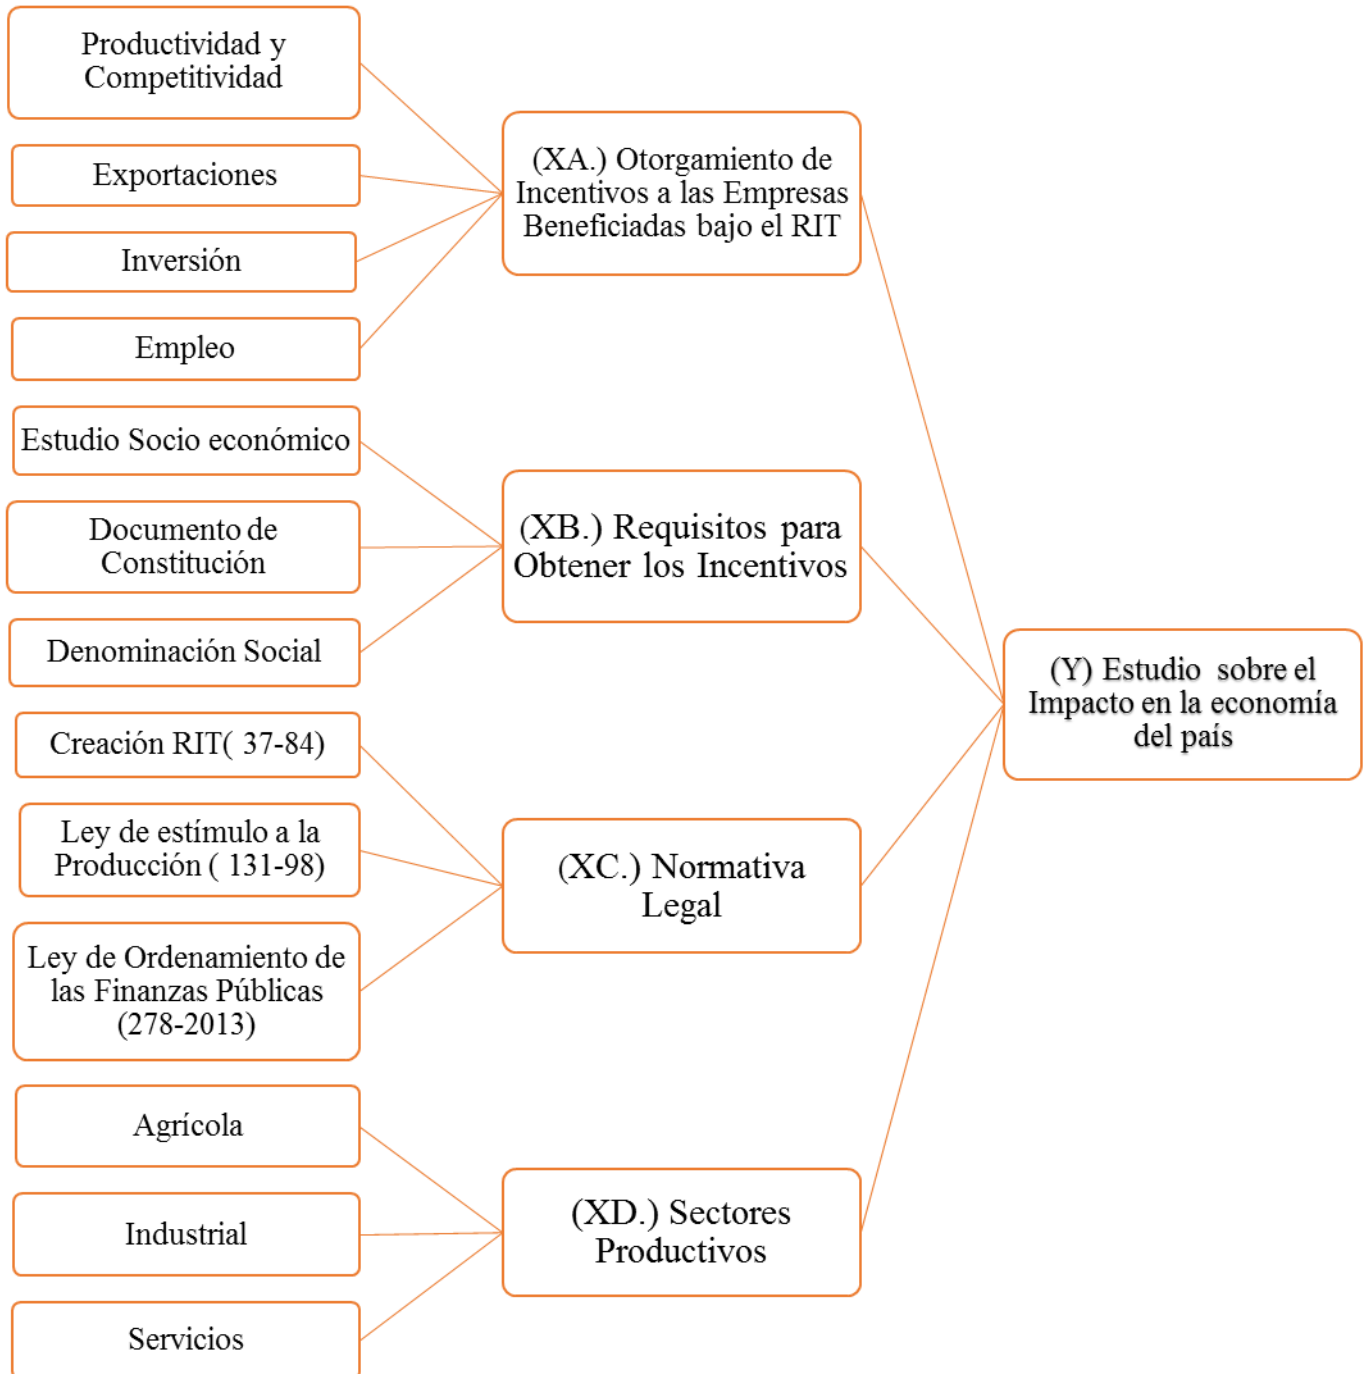 Productividad y
Competitividad
Exportaciones
Inversión
Empleo
Estudio Socio económico
Documento de
Constitución
Denominación Social
Creación RIT( 37-84)
Ley de estímulo a la
Producción ( 131-98)
Ley de Ordenamiento de
las Finanzas Públicas
(278-2013)
Agrícola
Industrial
Servicios
(XA.) Otorgamiento de
Incentivos a las Empresas
Beneficiadas bajo el RIT
(XB.) Requisitos para
Obtener los Incentivos
(XC.) Normativa
Legal
(XD.) Sectores
Productivos
(Y) Estudio sobre el
Impacto en la economía
del país